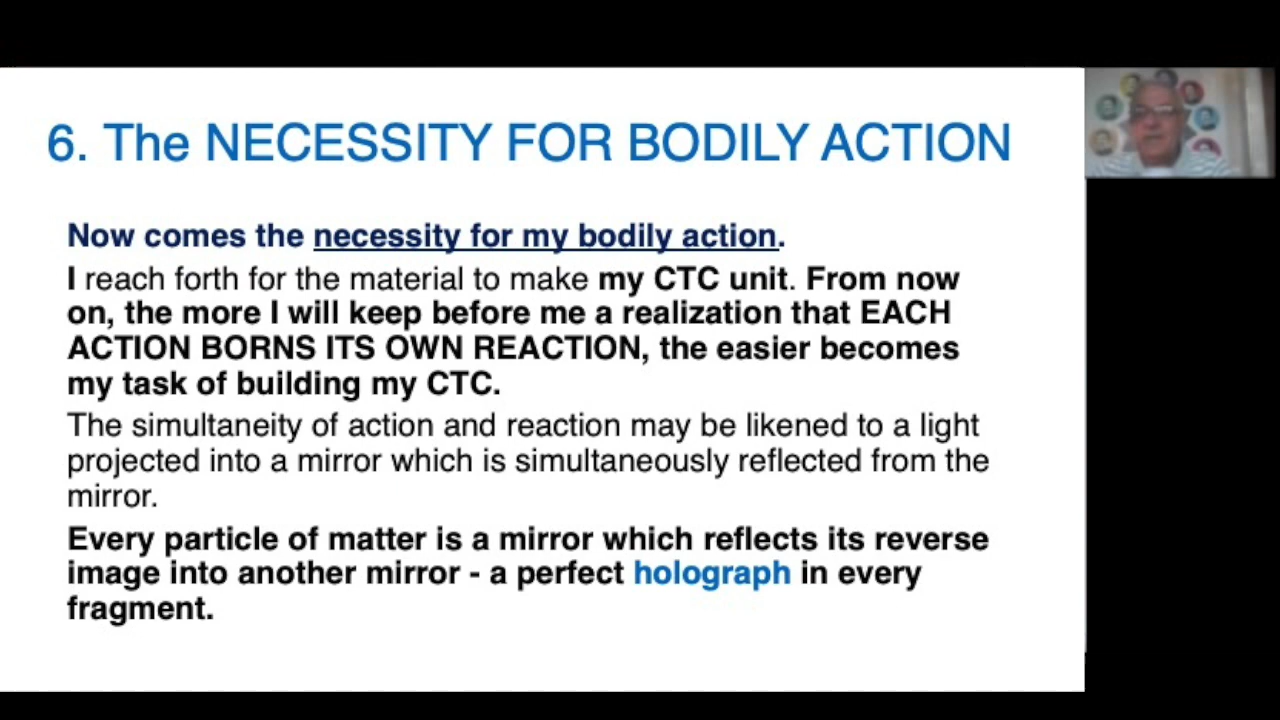 6. The NECESSITY FOR BODILY ACTION
Now comes the necessity for my bodily action.
I reach forth for the material to make my CTC unit. From now
on, the more I will keep before me a realization that EACH
ACTION BORNS ITS OWN REACTION, the easier becomes
my task of building my CTC.
The simultaneity of action and reaction may be likened to a light
projected into a mirror which is simultaneously reflected from the
mirror.
Every particle of matter is a mirror which reflects its reverse
image into another mirror - a perfect holograph in every
fragment.